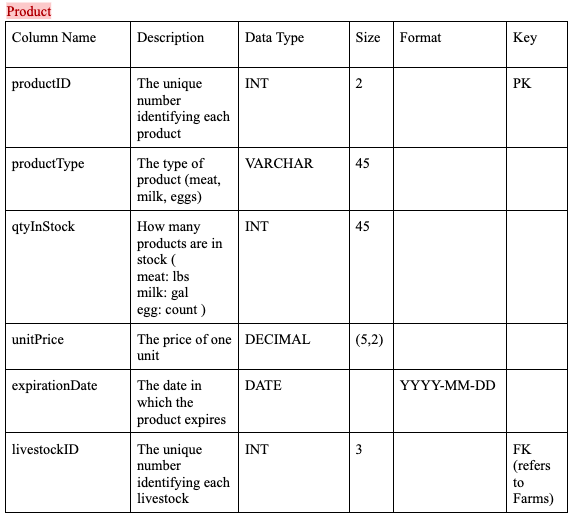 Product
Column Name Description Data Type Size Format Key
productID The unique INT 2 PK
number
identifying each
product
productType The type of VARCHAR 45
product (meat,
milk, eggs)
qtyInStock How many INT 45
products are in
stock (
meat: lbs
milk: gal
egg: count )
unitPrice The price of one DECIMAL (5,2)
unit
expirationDate The date in DATE YYYY-MM-DD
which the
product expires
livestockID The unique INT 3 FK
number (refers
identifying each to
livestock Farms)